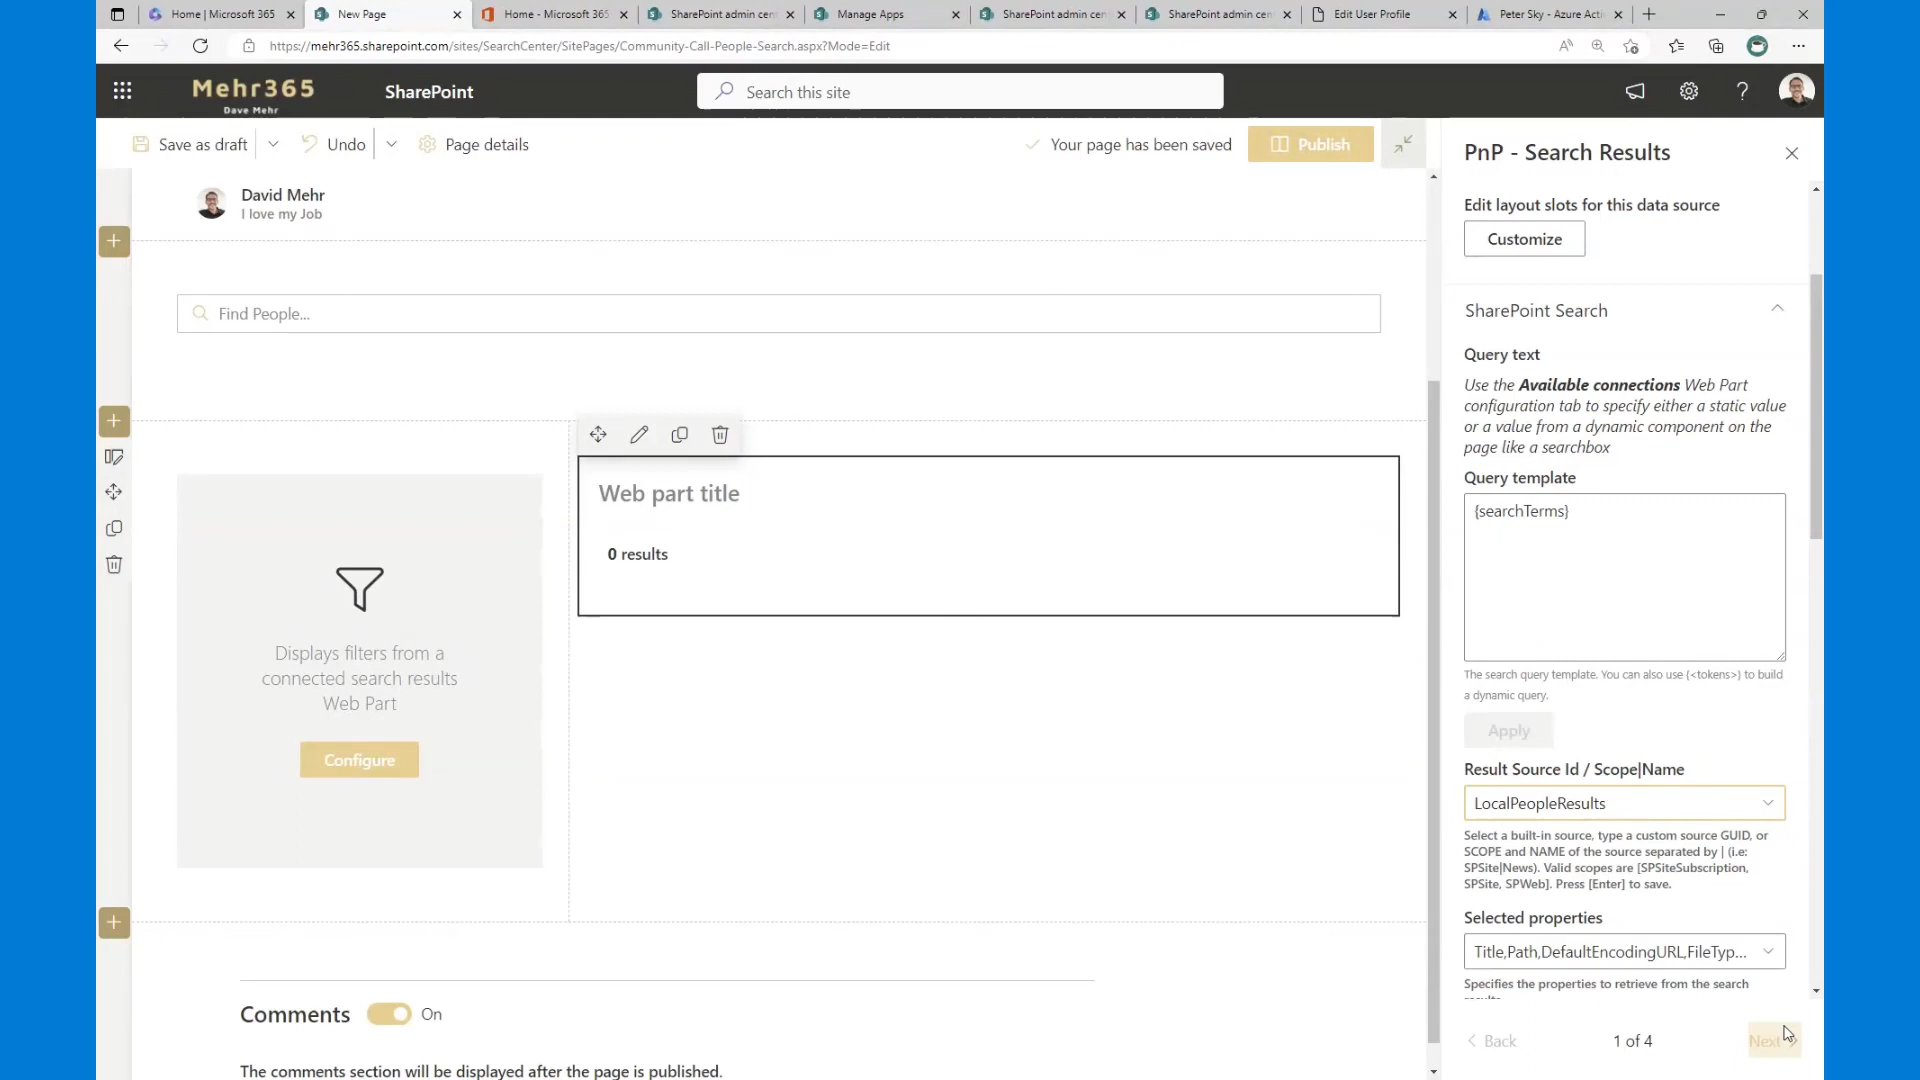 Home | Microsoft 365
New Page
Home - Microsoft 365
SharePoint admin cen
Manage Apps
SharePoint admin cen
SharePoint admin cen
Edit User Profile
Peter Sky - Azure Acti
https://mehr365.sharepoint.com/sites/SearchCenter/SitePages/Community-Call-People-Search.aspx?Mode=Edit
Mehr365
Dave Mehr
SharePoint
Search this site
Save as draft
Undo
Page details
Your page has been saved
Publish
David Mehr
I love my Job
Find People...
Web part title
0 results
Displays filters from a
connected search results
Web Part
Configure
Comments
On
The comments section will be displayed after the page is published.
PnP - Search Results
Edit layout slots for this data source
Customize
SharePoint Search
Query text
Use the Available connections Web Part
configuration tab to specify either a static value
or a value from a dynamic component on the
page like a searchbox
Query template
{searchTerms}
The search query template. You can also use {<tokens>} to build
a dynamic query.
Apply
Result Source Id / Scope|Name
LocalPeopleResults
Select a built-in source, type a custom source GUID, or
SCOPE and NAME of the source separated by | (i.e:
SPSite|News). Valid scopes are [SPSiteSubscription,
SPSite, SPWeb]. Press [Enter] to save.
Selected properties
Title,Path,DefaultEncodingURL,FileTyp...
Specifies the properties to retrieve from the search
Back
1 of 4
Next